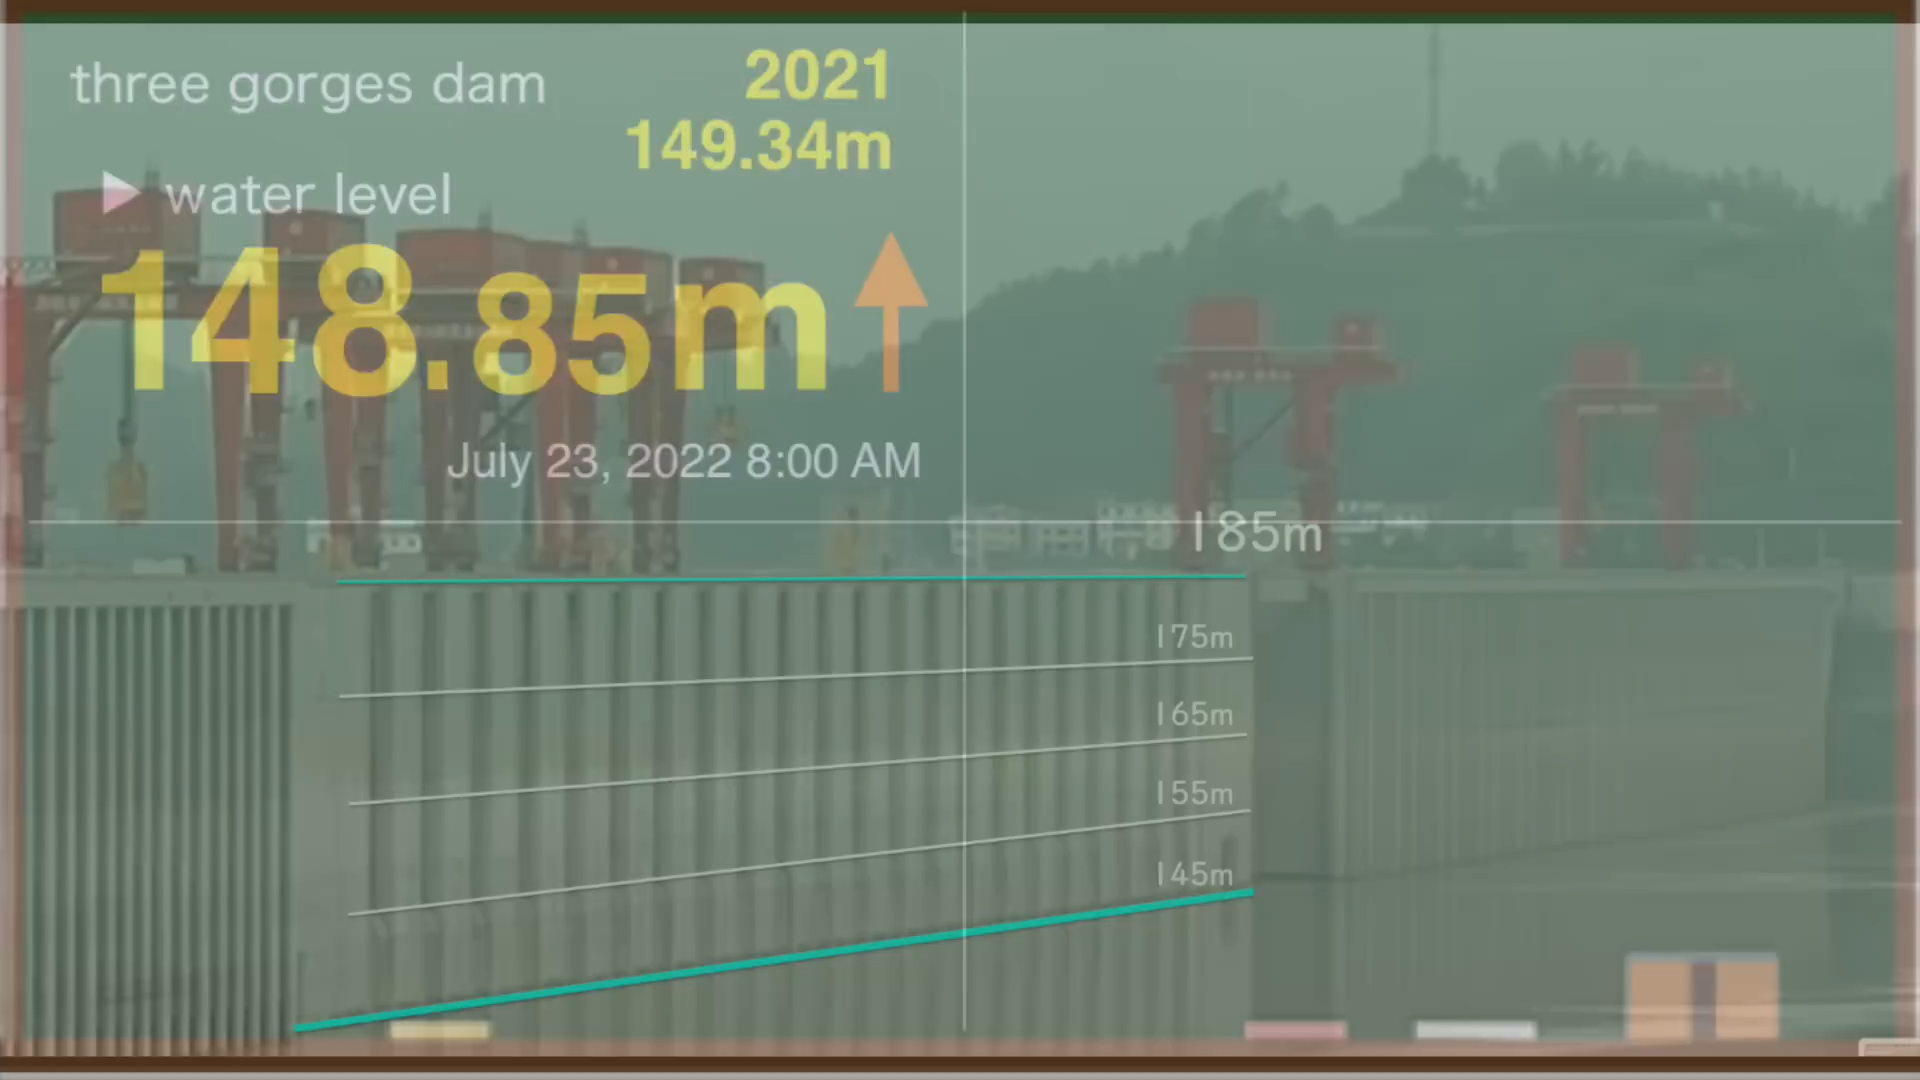 three gorges dam
2021
149.34m
water level
148.85m
July 23, 2022 8:00 AM
185m
175m
165m
155m
145m